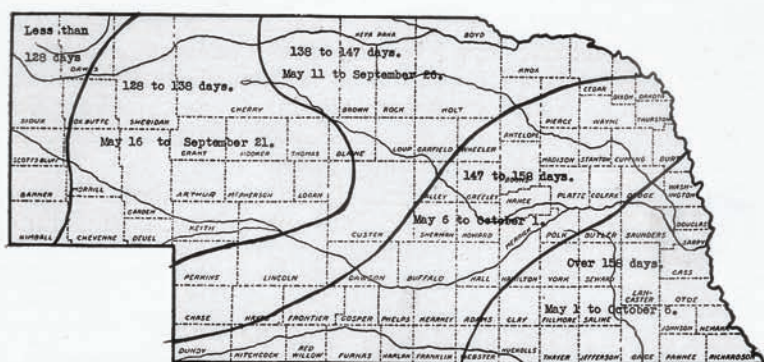 Less than
128 days
138 to 147 days.
May 11 to September 26.
128 to 138 days.
May 16 to September 21.
147 to 158 days.
May 6 to October 1.
Over 158 days.
May 1 to October 6.
KEYA PAHA BOYD
DAWES
SIOUX BOX BUTTE SHERIDAN CHERRY BROWN ROCK HOLT KNOX CEDAR DIXON DAKOTA
ANTELOPE PIERCE WAYNE THURSTON
SCOTTS BLUFF GRANT HOOKER THOMAS BLAINE LOUP GARFIELD WHEELER MADISON STANTON CUMING BURT
BANNER MORRILL GARDEN ARTHUR McPHERSON LOGAN VALLEY GREELEY NANCE PLATTE COLFAX DODGE WASHINGTON
KIMBALL CHEYENNE DEUEL KEITH CUSTER SHERMAN HOWARD MERRICK POLK BUTLER SAUNDERS DOUGLAS
SARPY
PERKINS LINCOLN DAWSON BUFFALO HALL HAMILTON YORK SEWARD LANCASTER CASS
OTOE
CHASE HAYES FRONTIER GOSPER PHELPS KEARNEY ADAMS CLAY FILLMORE SALINE JOHNSON NEMAHA
DUNDY HITCHCOCK RED WILLOW FURNAS HARLAN FRANKLIN WEBSTER NUCKOLLS THAYER JEFFERSON GAGE PAWNEE RICHARDSON